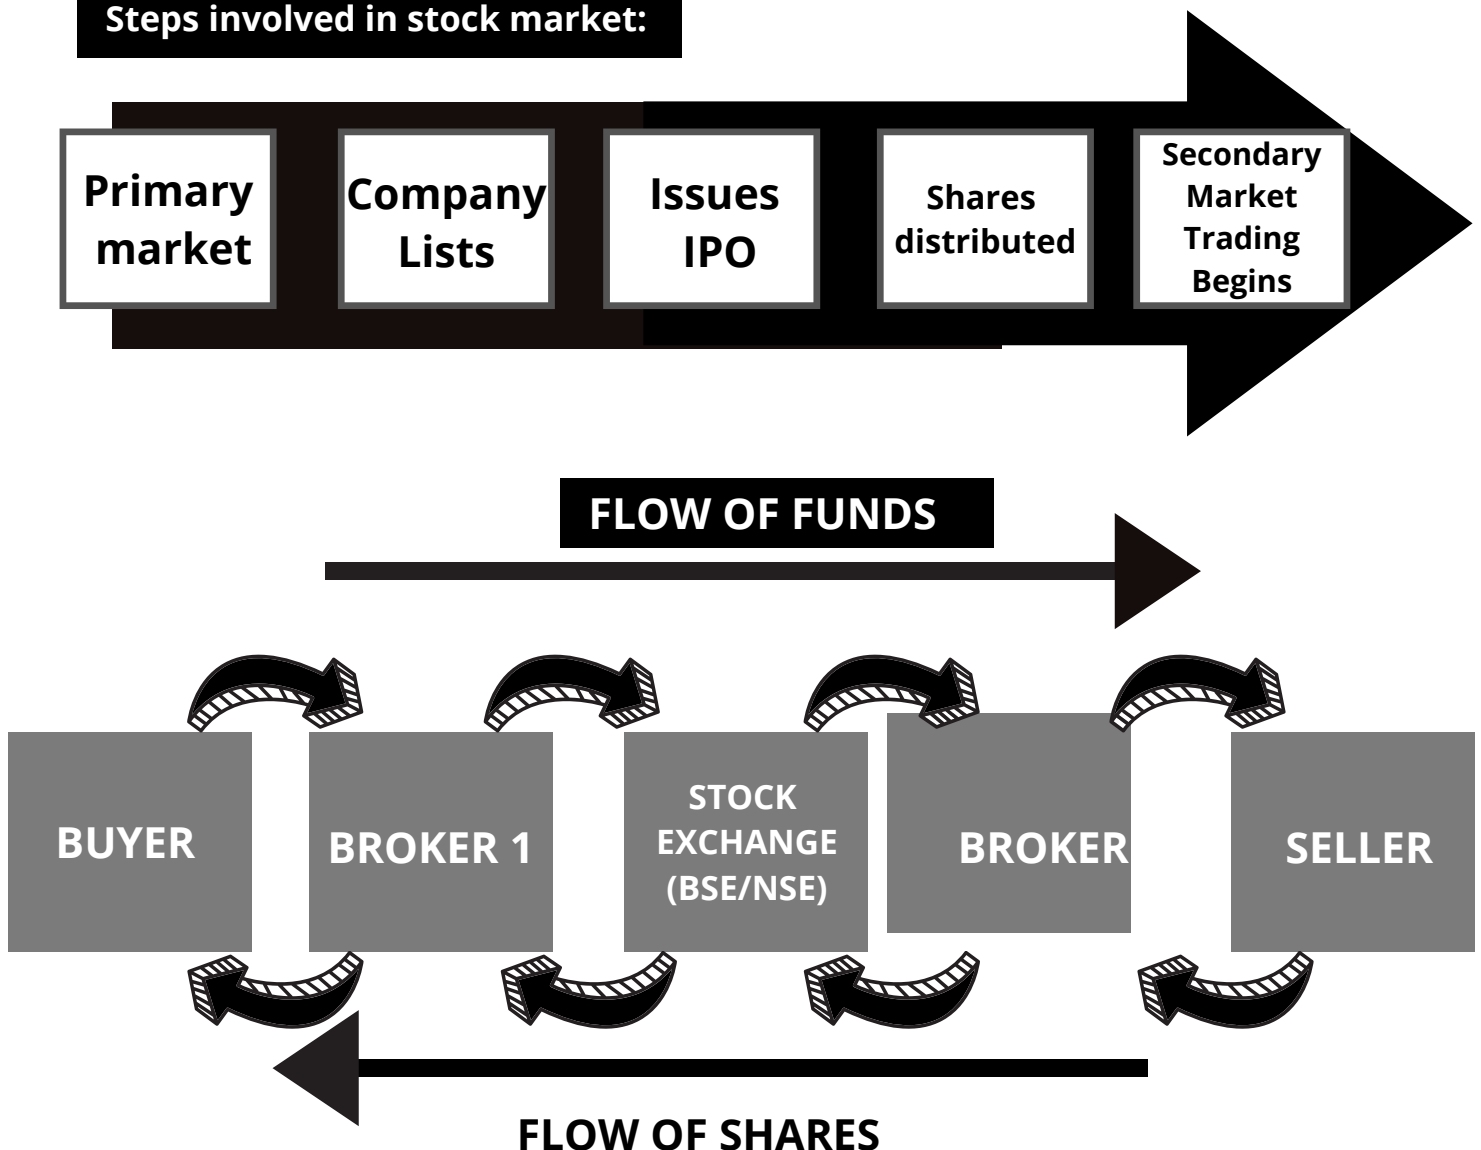 Steps involved in stock market:
Primary
market
Company
Lists
Issues
IPO
Shares
distributed
Secondary
Market
Trading
Begins
FLOW OF FUNDS
BUYER
BROKER 1
STOCK
EXCHANGE
(BSE/NSE)
BROKER
SELLER
FLOW OF SHARES